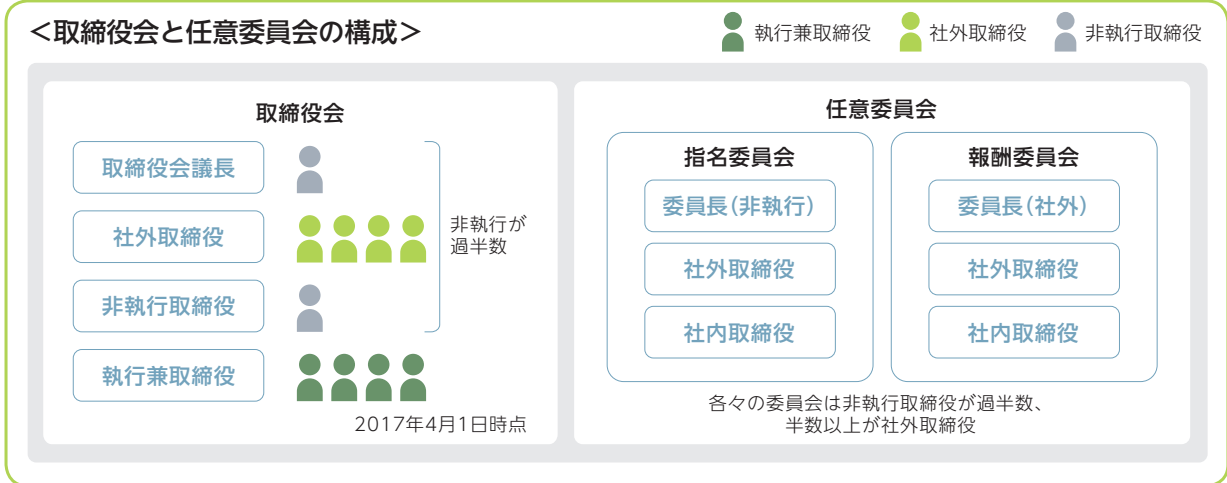 <取締役会と任意委員会の構成>
執行兼取締役
社外取締役
非執行取締役
取締役会
取締役会議長
社外取締役
非執行取締役
執行兼取締役
非執行が
過半数
2017年4月1日時点
任意委員会
指名委員会
委員長(非執行)
社外取締役
社内取締役
報酬委員会
委員長(社外)
社外取締役
社内取締役
各々の委員会は非執行取締役が過半数、
半数以上が社外取締役